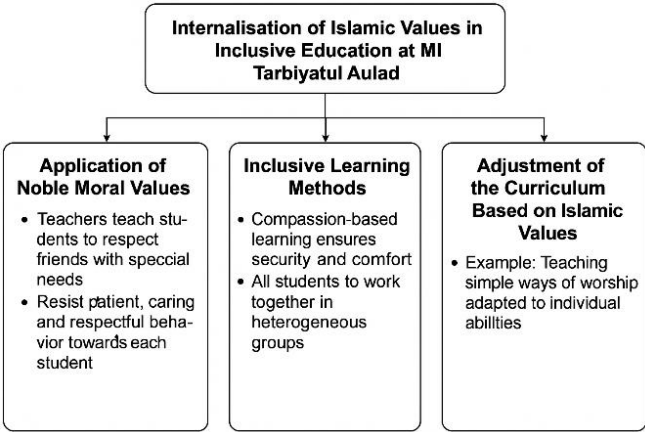 Internalisation of Islamic Values in
Inclusive Education at MI
Tarbiyatul Aulad
Application of
Noble Moral Values
• Teachers teach stu-
dents to respect
friends with speccial
needs
• Resist patient, caring
and respectful beha-
vior towards each
student
Inclusive Learning
Methods
• Compassion-based
learning ensures
security and comfort
• All students to work
together in
heterogeneous
groups
Adjustment of
the Curriculum
Based on Islamic
Values
• Example: Teaching
simple ways of worship
adapted to individual
abillties